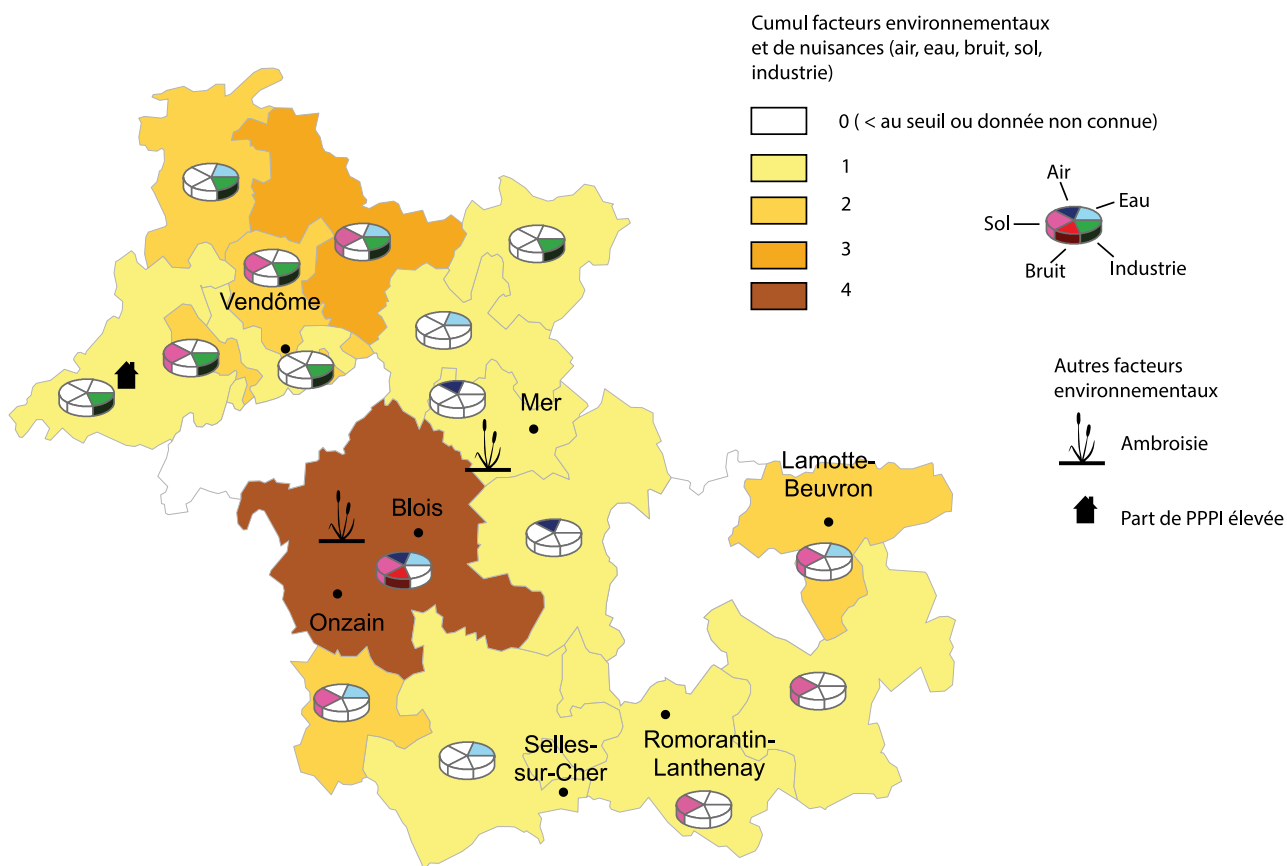 Cumul facteurs environnementaux
et de nuisances (air, eau, bruit, sol,
industrie)
0 ( < au seuil ou donnée non connue)
1
2
3
4
Air
Eau
Sol
Bruit
Industrie
Autres facteurs
environnementaux
Ambroisie
Part de PPPI élevée
Vendôme
Mer
Lamotte-
Beuvron
Blois
Onzain
Selles-
sur-Cher
Romorantin-
Lanthenay